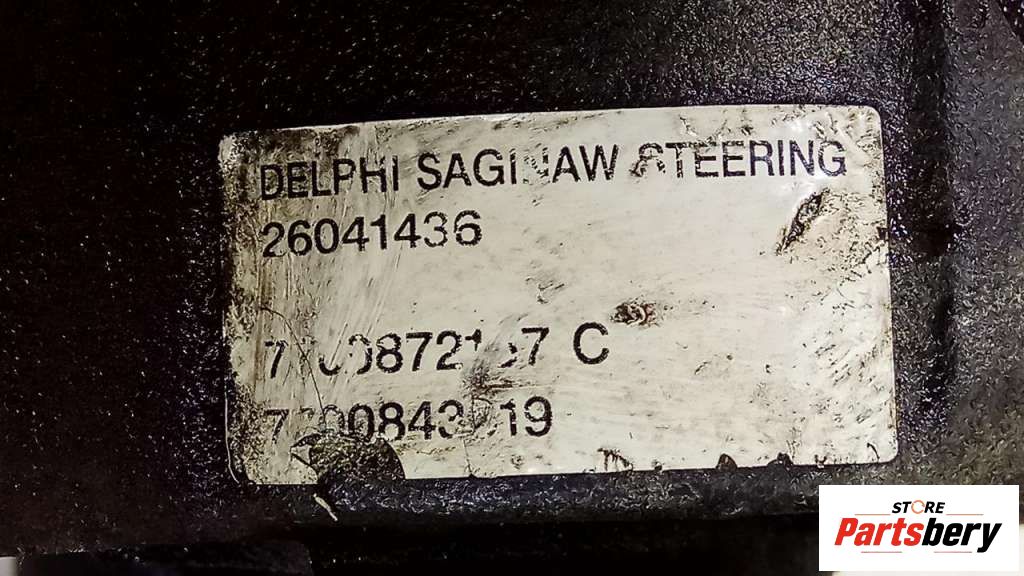 DELPHI SAGINAW STEERING
26041436
C
STORE
Partsbery